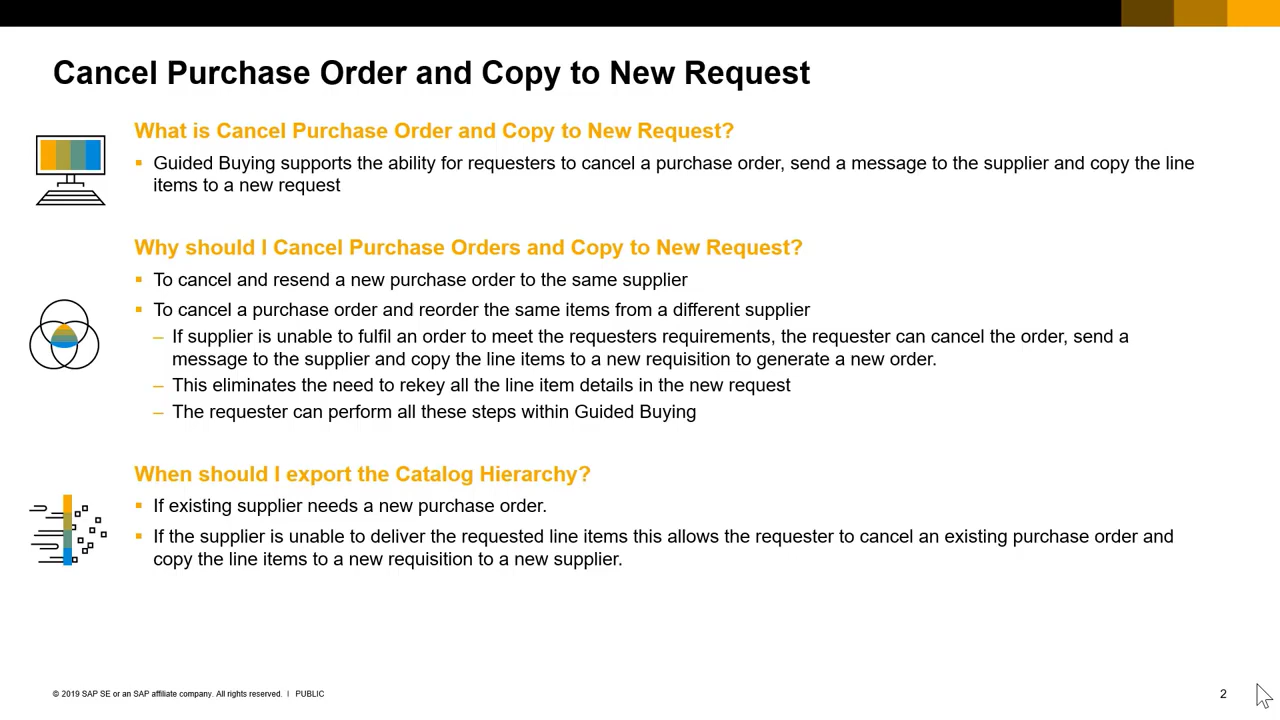 Cancel Purchase Order and Copy to New Request
What is Cancel Purchase Order and Copy to New Request?
▪ Guided Buying supports the ability for requesters to cancel a purchase order, send a message to the supplier and copy the line
items to a new request
Why should I Cancel Purchase Orders and Copy to New Request?
▪ To cancel and resend a new purchase order to the same supplier
▪ To cancel a purchase order and reorder the same items from a different supplier
– If supplier is unable to fulfil an order to meet the requesters requirements, the requester can cancel the order, send a
message to the supplier and copy the line items to a new requisition to generate a new order.
– This eliminates the need to rekey all the line item details in the new request
– The requester can perform all these steps within Guided Buying
When should I export the Catalog Hierarchy?
▪ If existing supplier needs a new purchase order.
▪ If the supplier is unable to deliver the requested line items this allows the requester to cancel an existing purchase order and
copy the line items to a new requisition to a new supplier.
© 2019 SAP SE or an SAP affiliate company. All rights reserved. ǀ PUBLIC
2